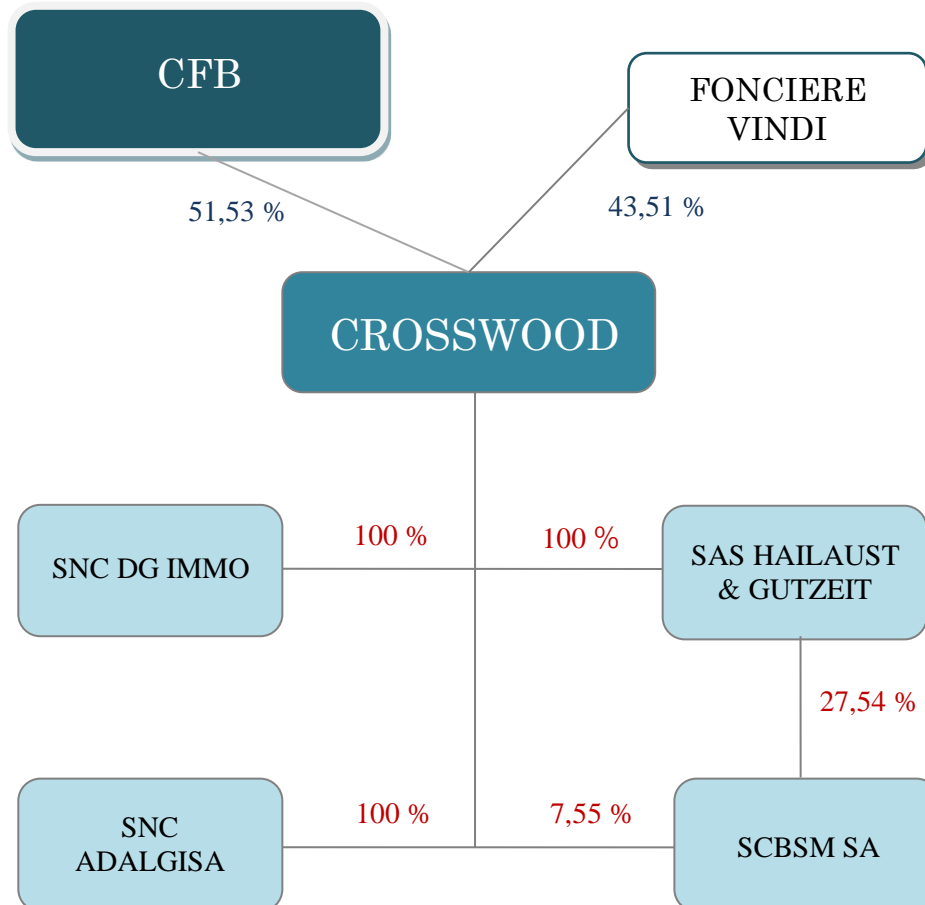 CFB
FONCIERE
VINDI
51,53 %
43,51 %
CROSSWOOD
100 %
100 %
SNC DG IMMO
SAS HAILAUST
& GUTZEIT
27,54 %
100 %
7,55 %
SNC
ADALGISA
SCBSM SA